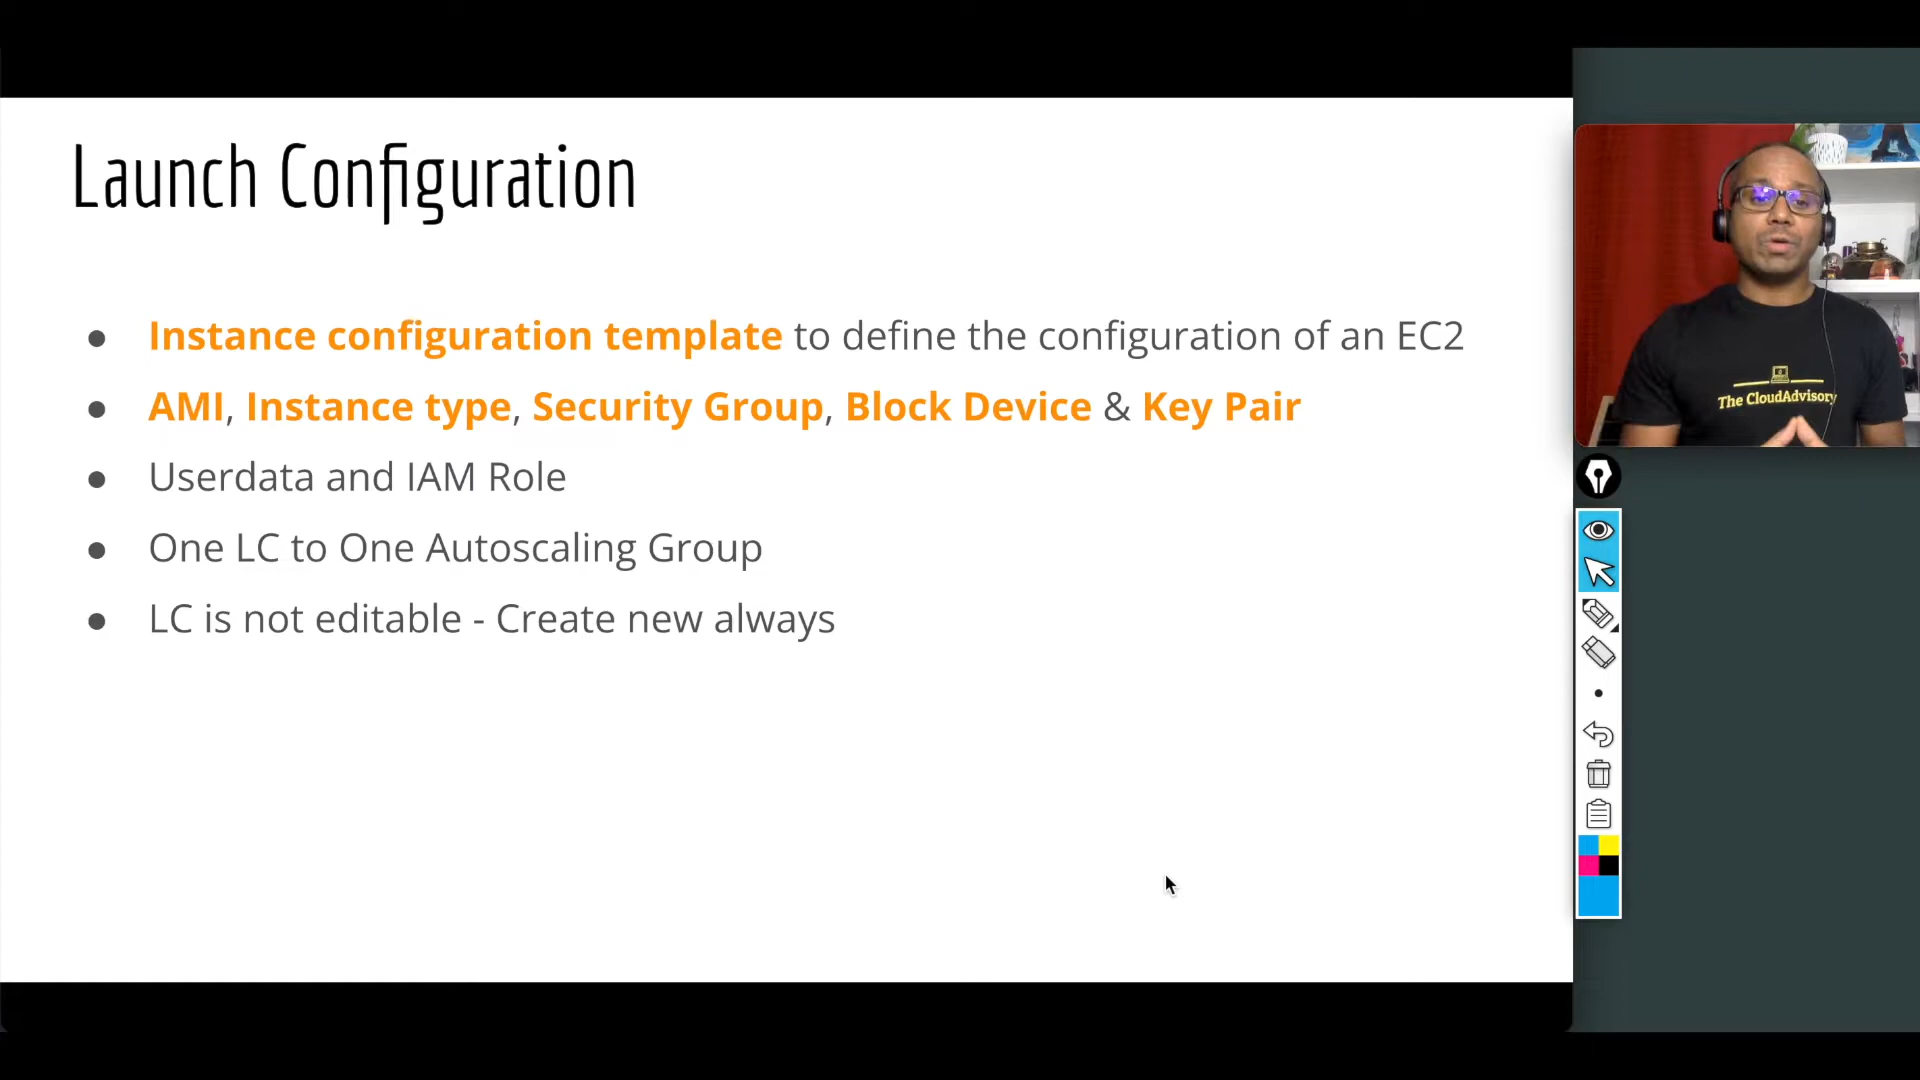 Launch Configuration
● Instance configuration template to define the configuration of an EC2
● AMI, Instance type, Security Group, Block Device & Key Pair
● Userdata and IAM Role
● One LC to One Autoscaling Group
● LC is not editable - Create new always
The CloudAdvisory